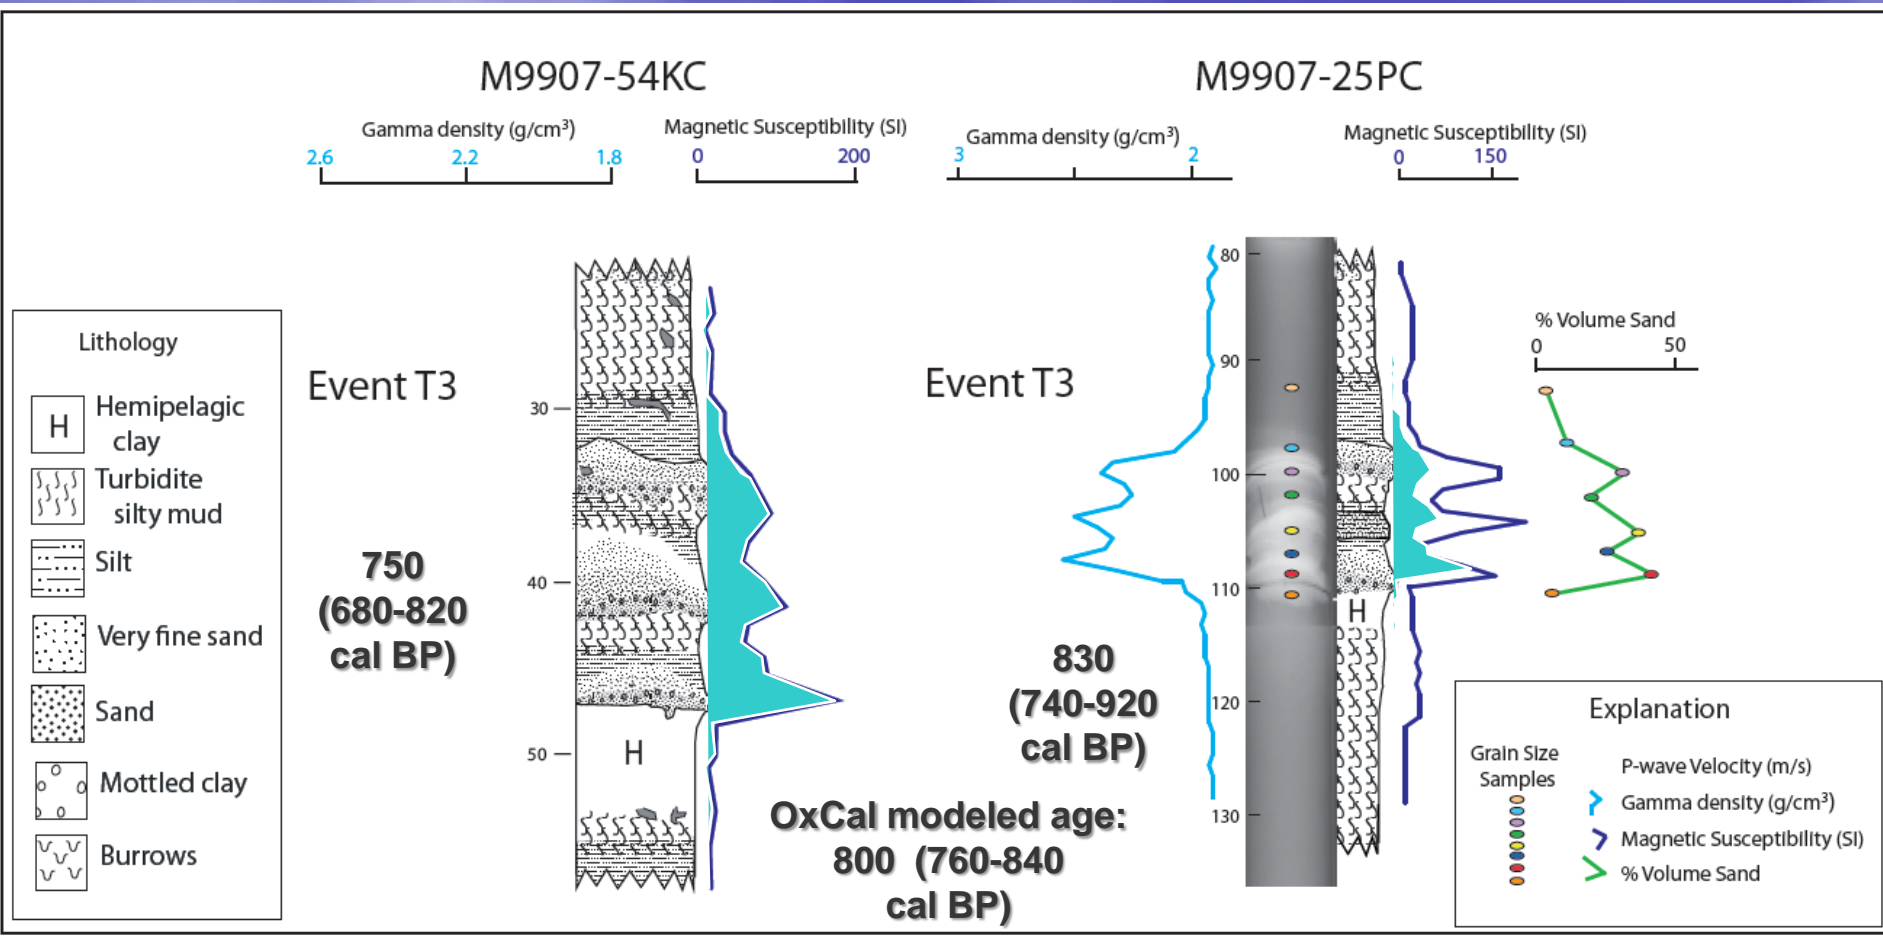 M9907-54KC
Gamma density (g/cm³)
Magnetic Susceptibility (SI)
2.6 2.2 1.8
0 200
Event T3
30
40
50
H
750
(680-820
cal BP)
M9907-25PC
Gamma density (g/cm³)
Magnetic Susceptibility (SI)
3 2
0 150
Event T3
80
90
100
110
120
130
H
% Volume Sand
0 50
830
(740-920
cal BP)
OxCal modeled age:
800 (760-840
cal BP)
Lithology
H
Hemipelagic
clay
Turbidite
silty mud
Silt
Very fine sand
Sand
Mottled clay
Burrows
Explanation
Grain Size
Samples
P-wave Velocity (m/s)
Gamma density (g/cm³)
Magnetic Susceptibility (SI)
% Volume Sand